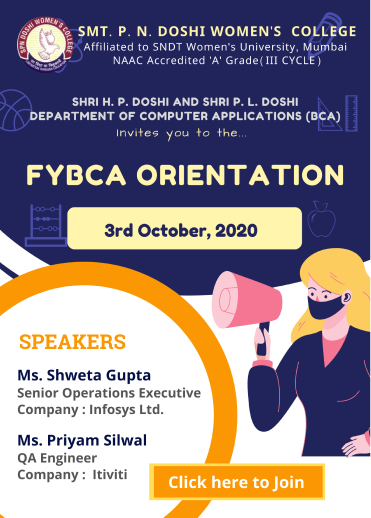 SMT. P. N. DOSHI WOMEN'S COLLEGE
Affiliated to SNDT Women's University, Mumbai
NAAC Accredited 'A' Grade( III CYCLE )
SHRI H. P. DOSHI AND SHRI P. L. DOSHI
DEPARTMENT OF COMPUTER APPLICATIONS (BCA)
Invites you to the...
FYBCA ORIENTATION
3rd October, 2020
SPEAKERS
Ms. Shweta Gupta
Senior Operations Executive
Company : Infosys Ltd.
Ms. Priyam Silwal
QA Engineer
Company : Itiviti
Click here to Join